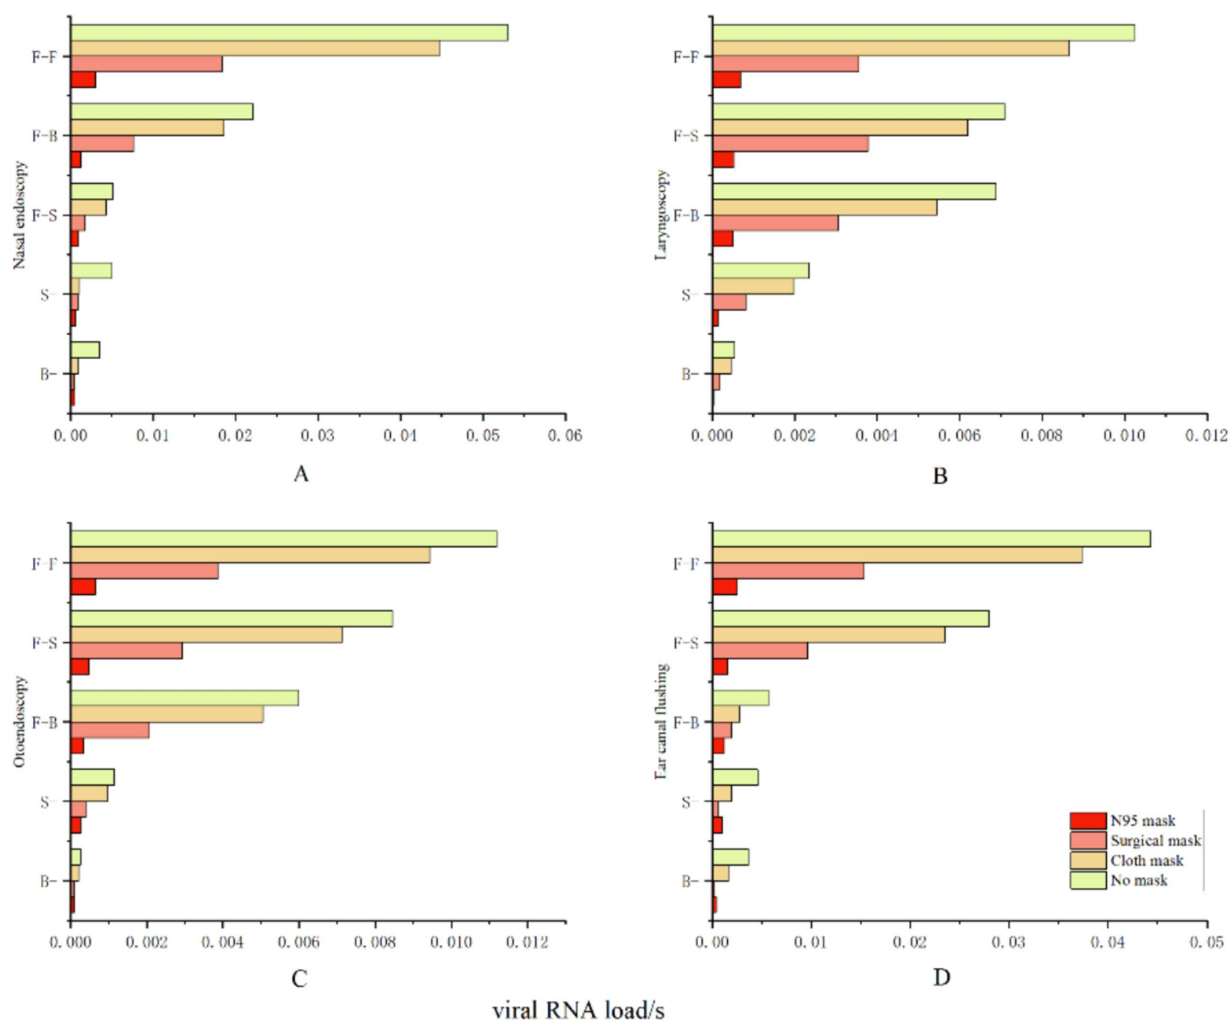 Nasal endoscopy
F-F
F-B
F-S
S-
B-
0.00 0.01 0.02 0.03 0.04 0.05 0.06
A
Laryngoscopy
F-F
F-S
F-B
S-
B-
0.000 0.002 0.004 0.006 0.008 0.010 0.012
B
Otoendoscopy
F-F
F-S
F-B
S-
B-
0.000 0.002 0.004 0.006 0.008 0.010 0.012
C
Ear canal flushing
F-F
F-S
F-B
S-
B-
N95 mask
Surgical mask
Cloth mask
No mask
0.00 0.01 0.02 0.03 0.04 0.05
D
viral RNA load/s